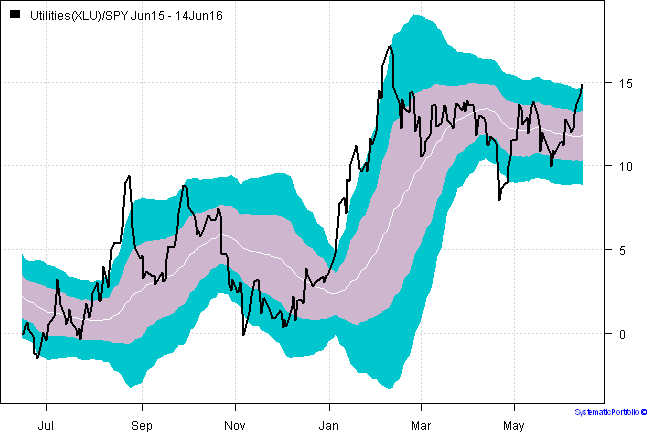 Utilities(XLU)/SPY Jun15 - 14Jun16
15
10
5
0
Jul Sep Nov Jan Mar May
SystematicPortfolio ©